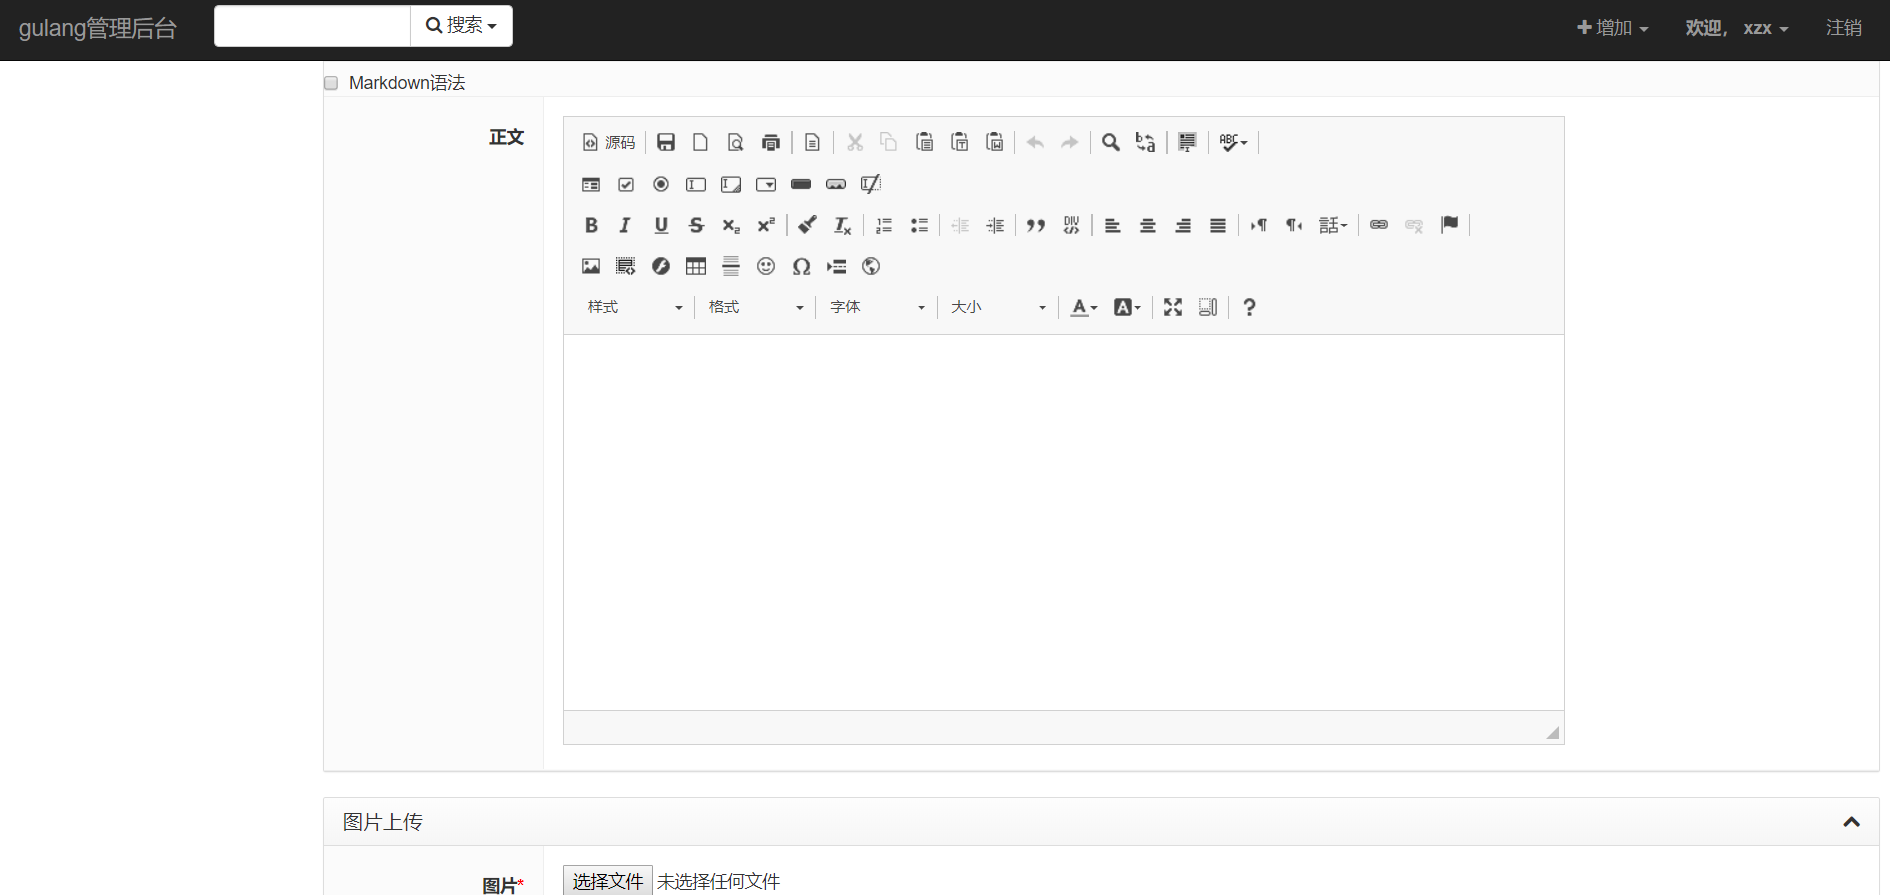 gulang管理后台 搜索 增加 欢迎， xzx 注销
Markdown语法
正文 源码
样式 格式 字体 大小
图片上传
图片* 选择文件 未选择任何文件